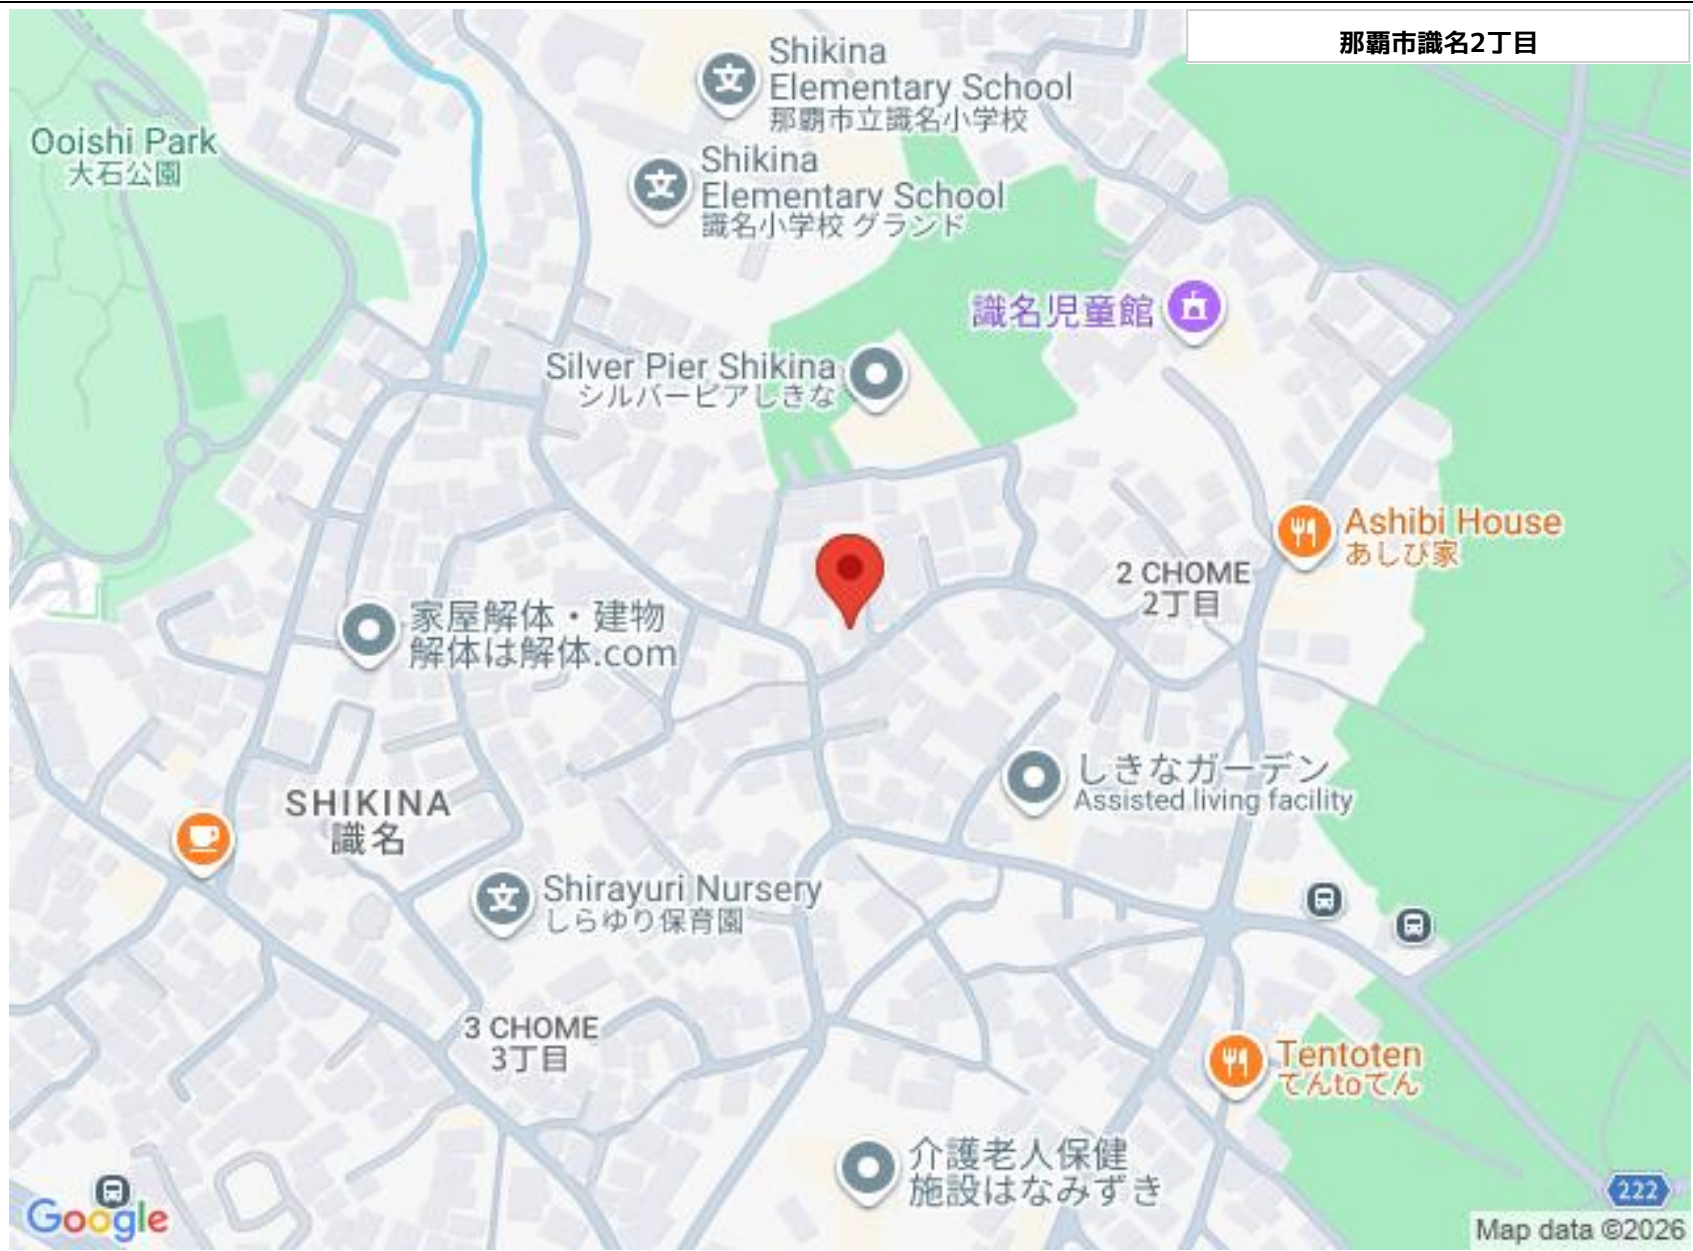 那覇市識名2丁目
Shikina
Elementary School
那覇市立識名小学校
Ooishi Park
大石公園
Shikina
Elementary School
識名小学校 グランド
識名児童館
Silver Pier Shikina
シルバーピアしきな
Ashibi House
あしび家
2 CHOME
2丁目
家屋解体・建物
解体は解体.com
しきなガーデン
Assisted living facility
SHIKINA
識名
Shirayuri Nursery
しらゆり保育園
3 CHOME
3丁目
Tentoten
てんtoてん
介護老人保健
施設はなみずき
222
Google
Map data ©2026